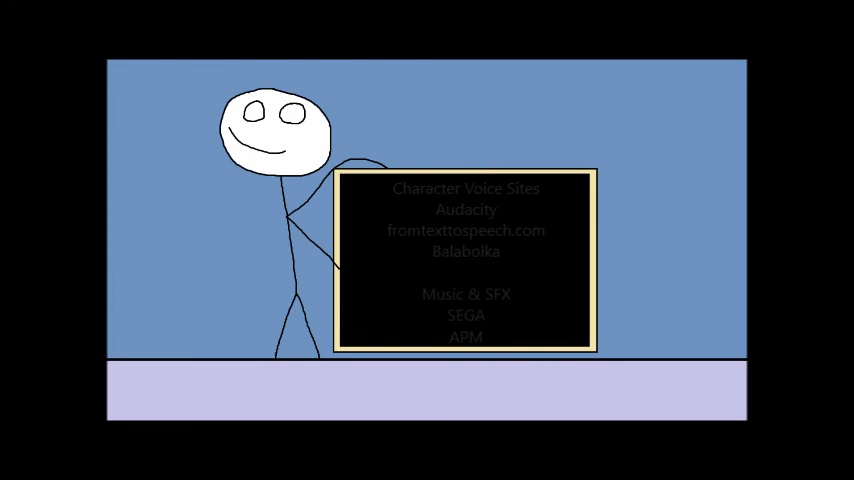 Character Voice Sites
Audacity
fromtexttospeech.com
Balabolka
Music & SFX
SEGA
APM